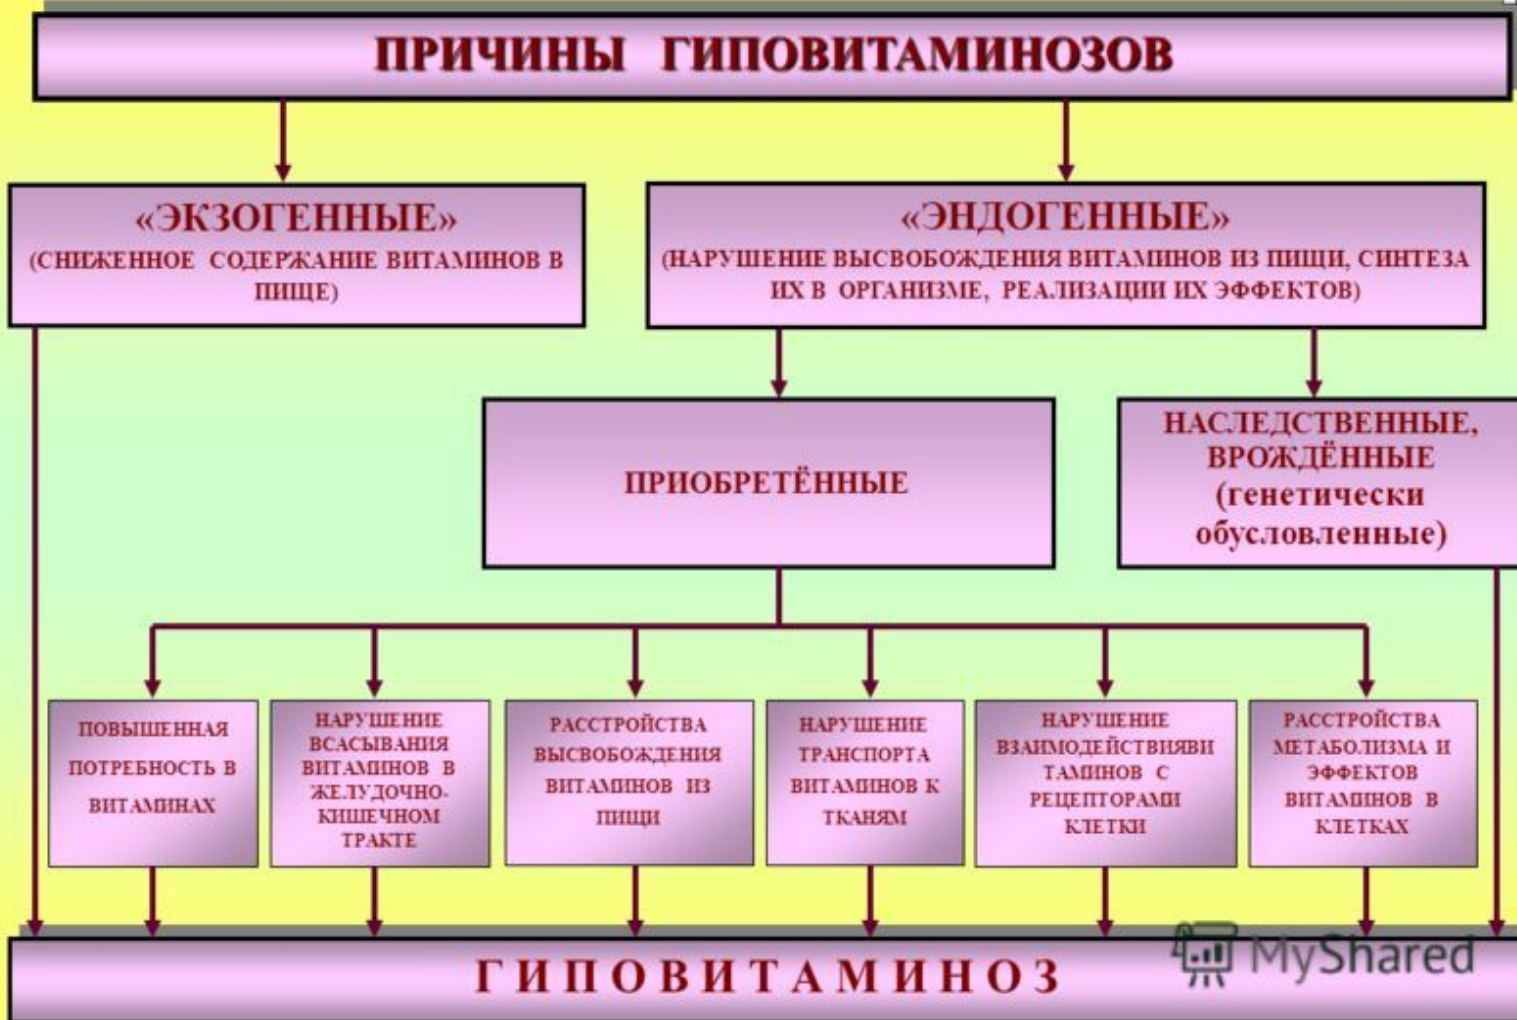 ПРИЧИНЫ ГИПОВИТАМИНОЗОВ
«ЭКЗОГЕННЫЕ»
(СНИЖЕННОЕ СОДЕРЖАНИЕ ВИТАМИНОВ В
ПИЩЕ)
«ЭНДОГЕННЫЕ»
(НАРУШЕНИЕ ВЫСВОБОЖДЕНИЯ ВИТАМИНОВ ИЗ ПИЩИ, СИНТЕЗА
ИХ В ОРГАНИЗМЕ, РЕАЛИЗАЦИИ ИХ ЭФФЕКТОВ)
ПРИОБРЕТЁННЫЕ
НАСЛЕДСТВЕННЫЕ,
ВРОЖДЁННЫЕ
(генетически
обусловленные)
ПОВЫШЕННАЯ
ПОТРЕБНОСТЬ В
ВИТАМИНАХ
НАРУШЕНИЕ
ВСАСЫВАНИЯ
ВИТАМИНОВ В
ЖЕЛУДОЧНО-
КИШЕЧНОМ
ТРАКТЕ
РАССТРОЙСТВА
ВЫСВОБОЖДЕНИЯ
ВИТАМИНОВ ИЗ
ПИЩИ
НАРУШЕНИЕ
ТРАНСПОРТА
ВИТАМИНОВ К
ТКАНЯМ
НАРУШЕНИЕ
ВЗАИМОДЕЙСТВИЯВИ
ТАМИНОВ С
РЕЦЕПТОРАМИ
КЛЕТКИ
РАССТРОЙСТВА
МЕТАБОЛИЗМА И
ЭФФЕКТОВ
ВИТАМИНОВ В
КЛЕТКАХ
Г И П О В И Т А М И Н О З
MyShared